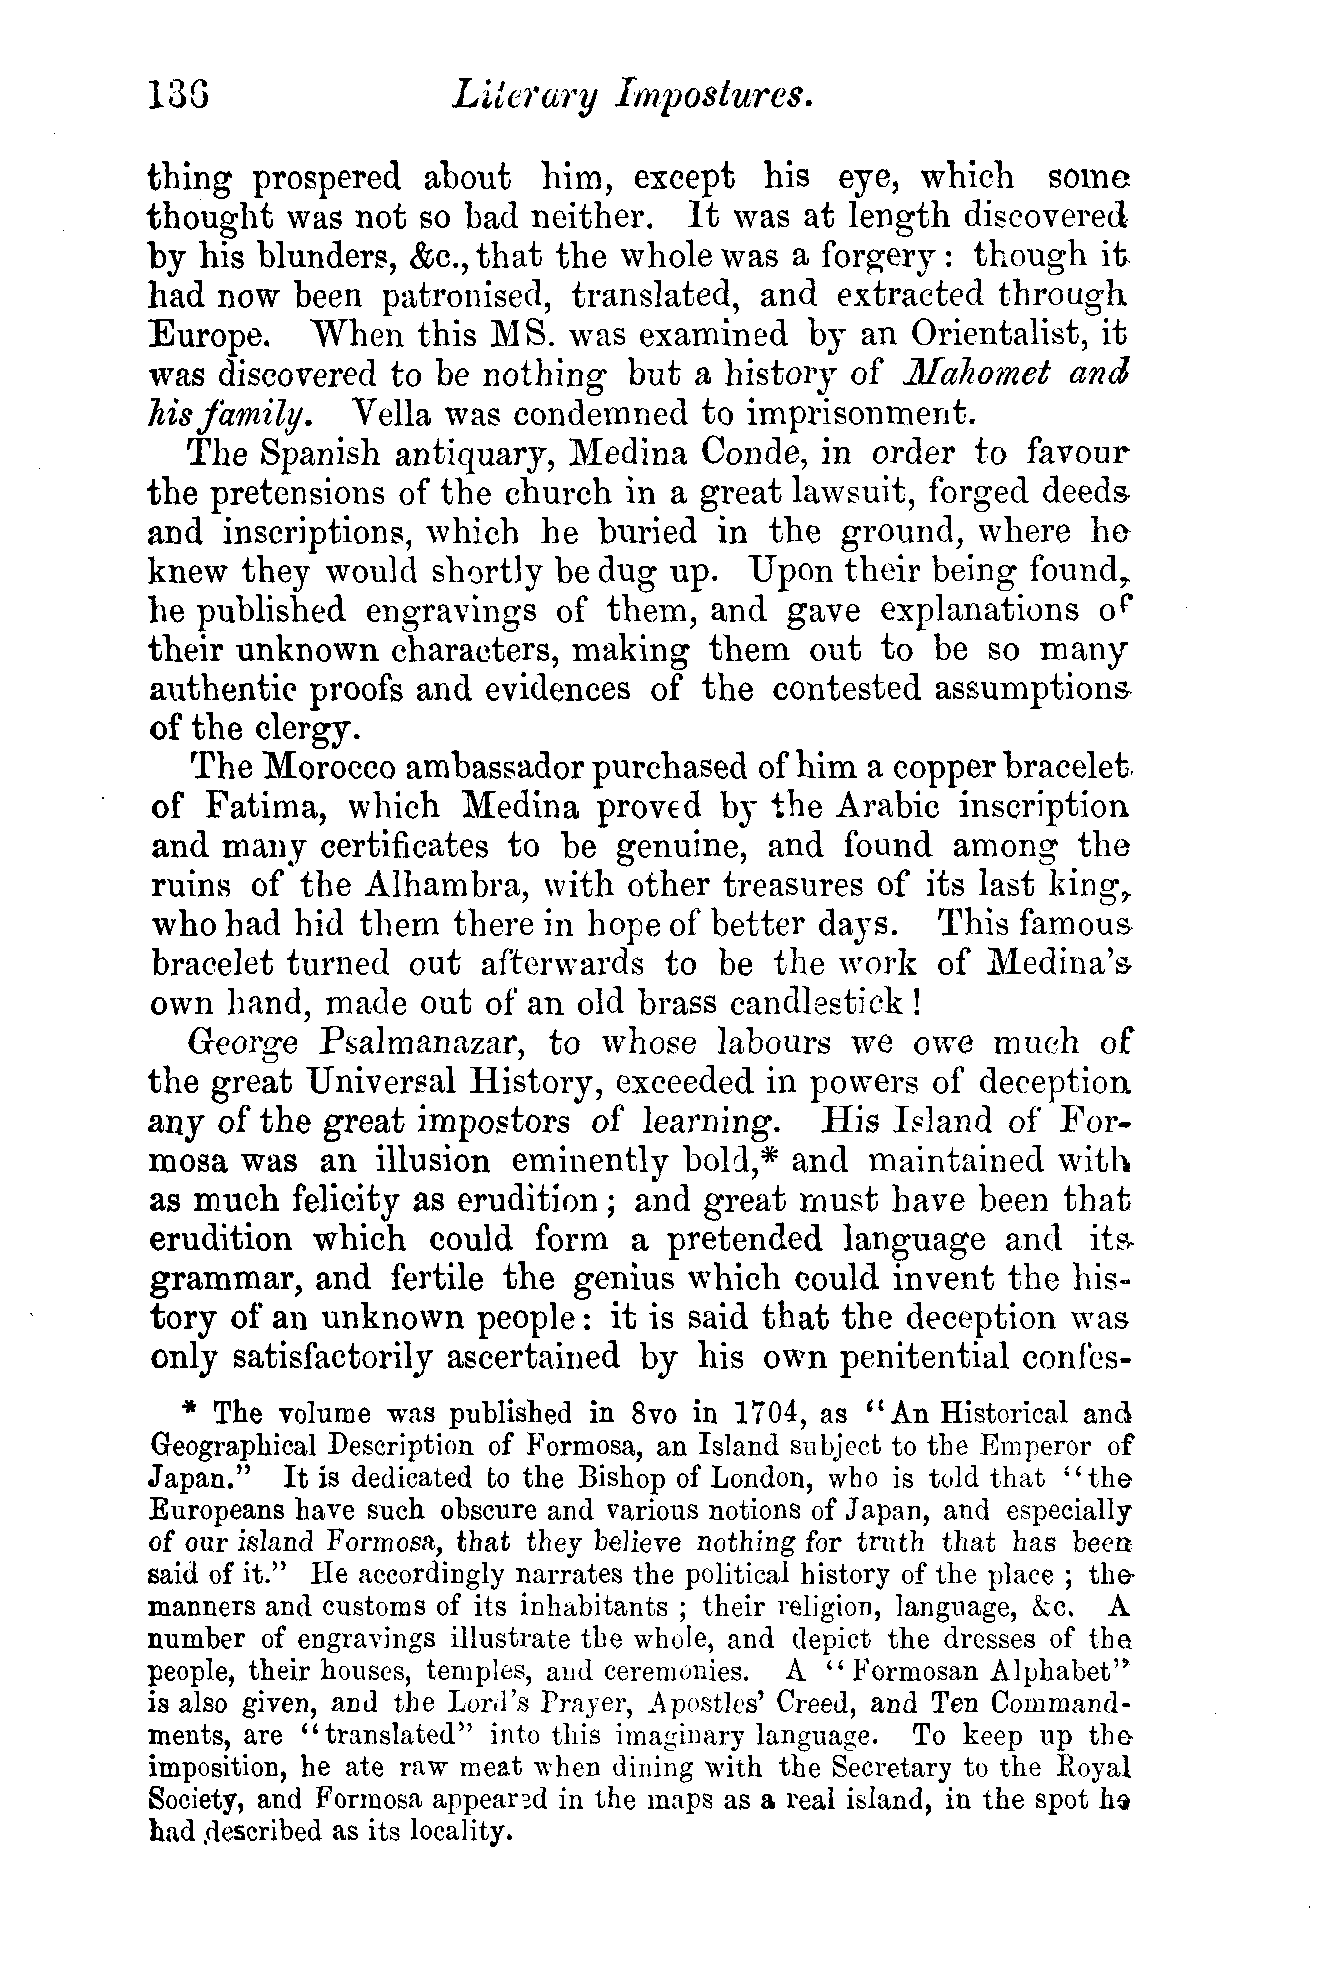 136 Literary Impostures.
thing prospered about him, except his eye, which some
thought was not so bad neither. It was at length discovered
by his blunders, &c., that the whole was a forgery: though it
had now been patronised, translated, and extracted through
Europe. When this MS. was examined by an Orientalist, it
was discovered to be nothing but a history of Mahomet and
his family. Vella was condemned to imprisonment.
The Spanish antiquary, Medina Conde, in order to favour
the pretensions of the church in a great lawsuit, forged deeds
and inscriptions, which he buried in the ground, where he
knew they would shortly be dug up. Upon their being found,
he published engravings of them, and gave explanations of
their unknown characters, making them out to be so many
authentic proofs and evidences of the contested assumptions
of the clergy.
The Morocco ambassador purchased of him a copper bracelet
of Fatima, which Medina proved by the Arabic inscription
and many certificates to be genuine, and found among the
ruins of the Alhambra, with other treasures of its last king,
who had hid them there in hope of better days. This famous
bracelet turned out afterwards to be the work of Medina's
own hand, made out of an old brass candlestick!
George Psalmanazar, to whose labours we owe much of
the great Universal History, exceeded in powers of deception
any of the great impostors of learning. His Island of For-
mosa was an illusion eminently bold,* and maintained with
as much felicity as erudition; and great must have been that
erudition which could form a pretended language and its
grammar, and fertile the genius which could invent the his-
tory of an unknown people: it is said that the deception was
only satisfactorily ascertained by his own penitential confes-
* The volume was published in 8vo in 1704, as "An Historical and
Geographical Description of Formosa, an Island subject to the Emperor of
Japan." It is dedicated to the Bishop of London, who is told that "the
Europeans have such obscure and various notions of Japan, and especially
of our island Formosa, that they believe nothing for truth that has been
said of it." He accordingly narrates the political history of the place; the
manners and customs of its inhabitants; their religion, language, &c. A
number of engravings illustrate the whole, and depict the dresses of the
people, their houses, temples, and ceremonies. A "Formosan Alphabet"
is also given, and the Lord's Prayer, Apostles' Creed, and Ten Command-
ments, are "translated" into this imaginary language. To keep up the
imposition, he ate raw meat when dining with the Secretary to the Royal
Society, and Formosa appeared in the maps as a real island, in the spot he
had described as its locality.